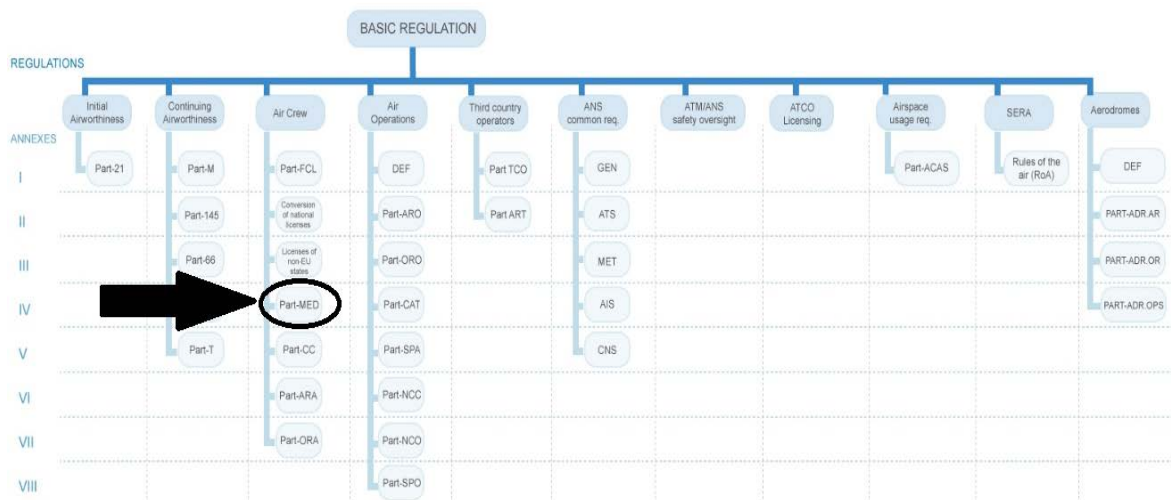 BASIC REGULATION
REGULATIONS
Initial
Airworthiness
Continuing
Airworthiness
Air Crew
Air
Operations
Third country
operators
ANS
common req.
ATM/ANS
safety oversight
ATCO
Licensing
Airspace
usage req.
SERA
Aerodromes
ANNEXES
I
Part-21
Part-M
Part-FCL
DEF
Part TCO
GEN
Part-ACAS
Rules of the
air (RoA)
DEF
II
Part-145
Conversion
of national
licenses
Part-ARO
Part ART
ATS
PART-ADR.AR
III
Part-66
Licenses of
non-EU
states
Part-ORO
MET
PART-ADR.OR
IV
Part-MED
Part-CAT
AIS
PART-ADR.OPS
V
Part-T
Part-CC
Part-SPA
CNS
VI
Part-ARA
Part-NCC
VII
Part-ORA
Part-NCO
VIII
Part-SPO